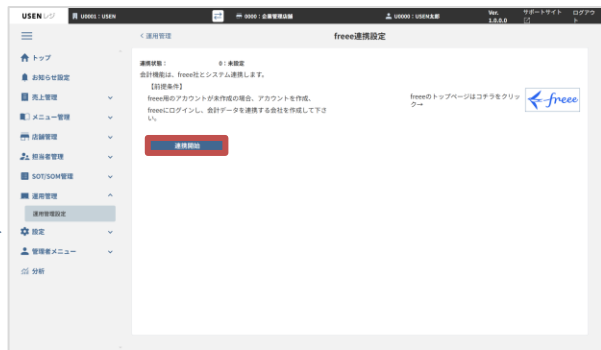 USEN レジ
U0001 : USEN
0000 : 企業管理店舗
U0000 : USEN太郎
Ver. 1.0.0.0
サポートサイト
ログアウト
< 運用管理
freee連携設定
トップ
お知らせ設定
売上管理
メニュー管理
店舗管理
担当者管理
SOT/SOM管理
運用管理
運用管理設定
設定
管理者メニュー
分析
連携状態： 0：未設定
会計機能は、freee社とシステム連携します。
【前提条件】
freee用のアカウントが未作成の場合、アカウントを作成、
freeeにログインし、会計データを連携する会社を作成して下さ
い。
freeeのトップページはコチラをクリッ
ク→
freee
連携開始